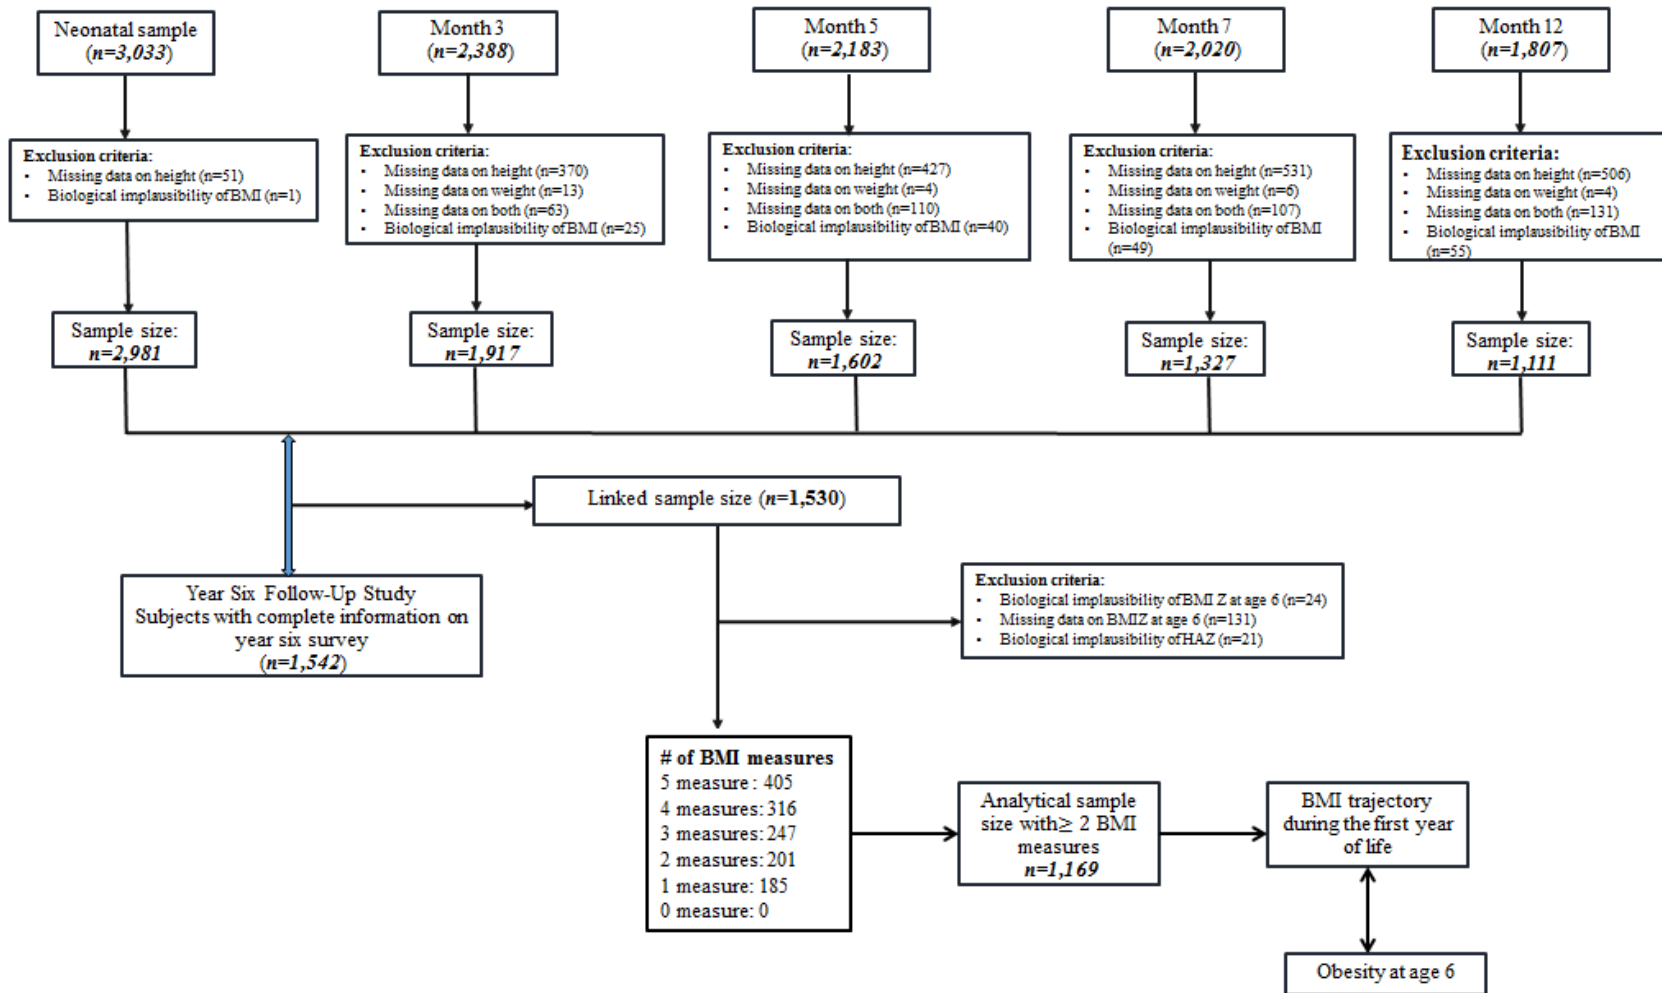 Neonatal sample
(n=3,033)
Month 3
(n=2,388)
Month 5
(n=2,183)
Month 7
(n=2,020)
Month 12
(n=1,807)
Exclusion criteria:
▪ Missing data on height (n=51)
▪ Biological implausibility of BMI (n=1)
Exclusion criteria:
▪ Missing data on height (n=370)
▪ Missing data on weight (n=13)
▪ Missing data on both (n=63)
▪ Biological implausibility of BMI (n=25)
Exclusion criteria:
▪ Missing data on height (n=427)
▪ Missing data on weight (n=4)
▪ Missing data on both (n=110)
▪ Biological implausibility of BMI (n=40)
Exclusion criteria:
▪ Missing data on height (n=531)
▪ Missing data on weight (n=6)
▪ Missing data on both (n=107)
▪ Biological implausibility of BMI
(n=49)
Exclusion criteria:
▪ Missing data on height (n=506)
▪ Missing data on weight (n=4)
▪ Missing data on both (n=131)
▪ Biological implausibility of BMI
(n=55)
Sample size:
n=2,981
Sample size:
n=1,917
Sample size:
n=1,602
Sample size:
n=1,327
Sample size:
n=1,111
Linked sample size (n=1,530)
Year Six Follow-Up Study
Subjects with complete information on
year six survey
(n=1,542)
Exclusion criteria:
▪ Biological implausibility of BMI Z at age 6 (n=24)
▪ Missing data on BMIZ at age 6 (n=131)
▪ Biological implausibility of HAZ (n=21)
# of BMI measures
5 measure : 405
4 measures: 316
3 measures: 247
2 measures: 201
1 measure: 185
0 measure: 0
Analytical sample
size with≥ 2 BMI
measures
n=1,169
BMI trajectory
during the first year
of life
Obesity at age 6